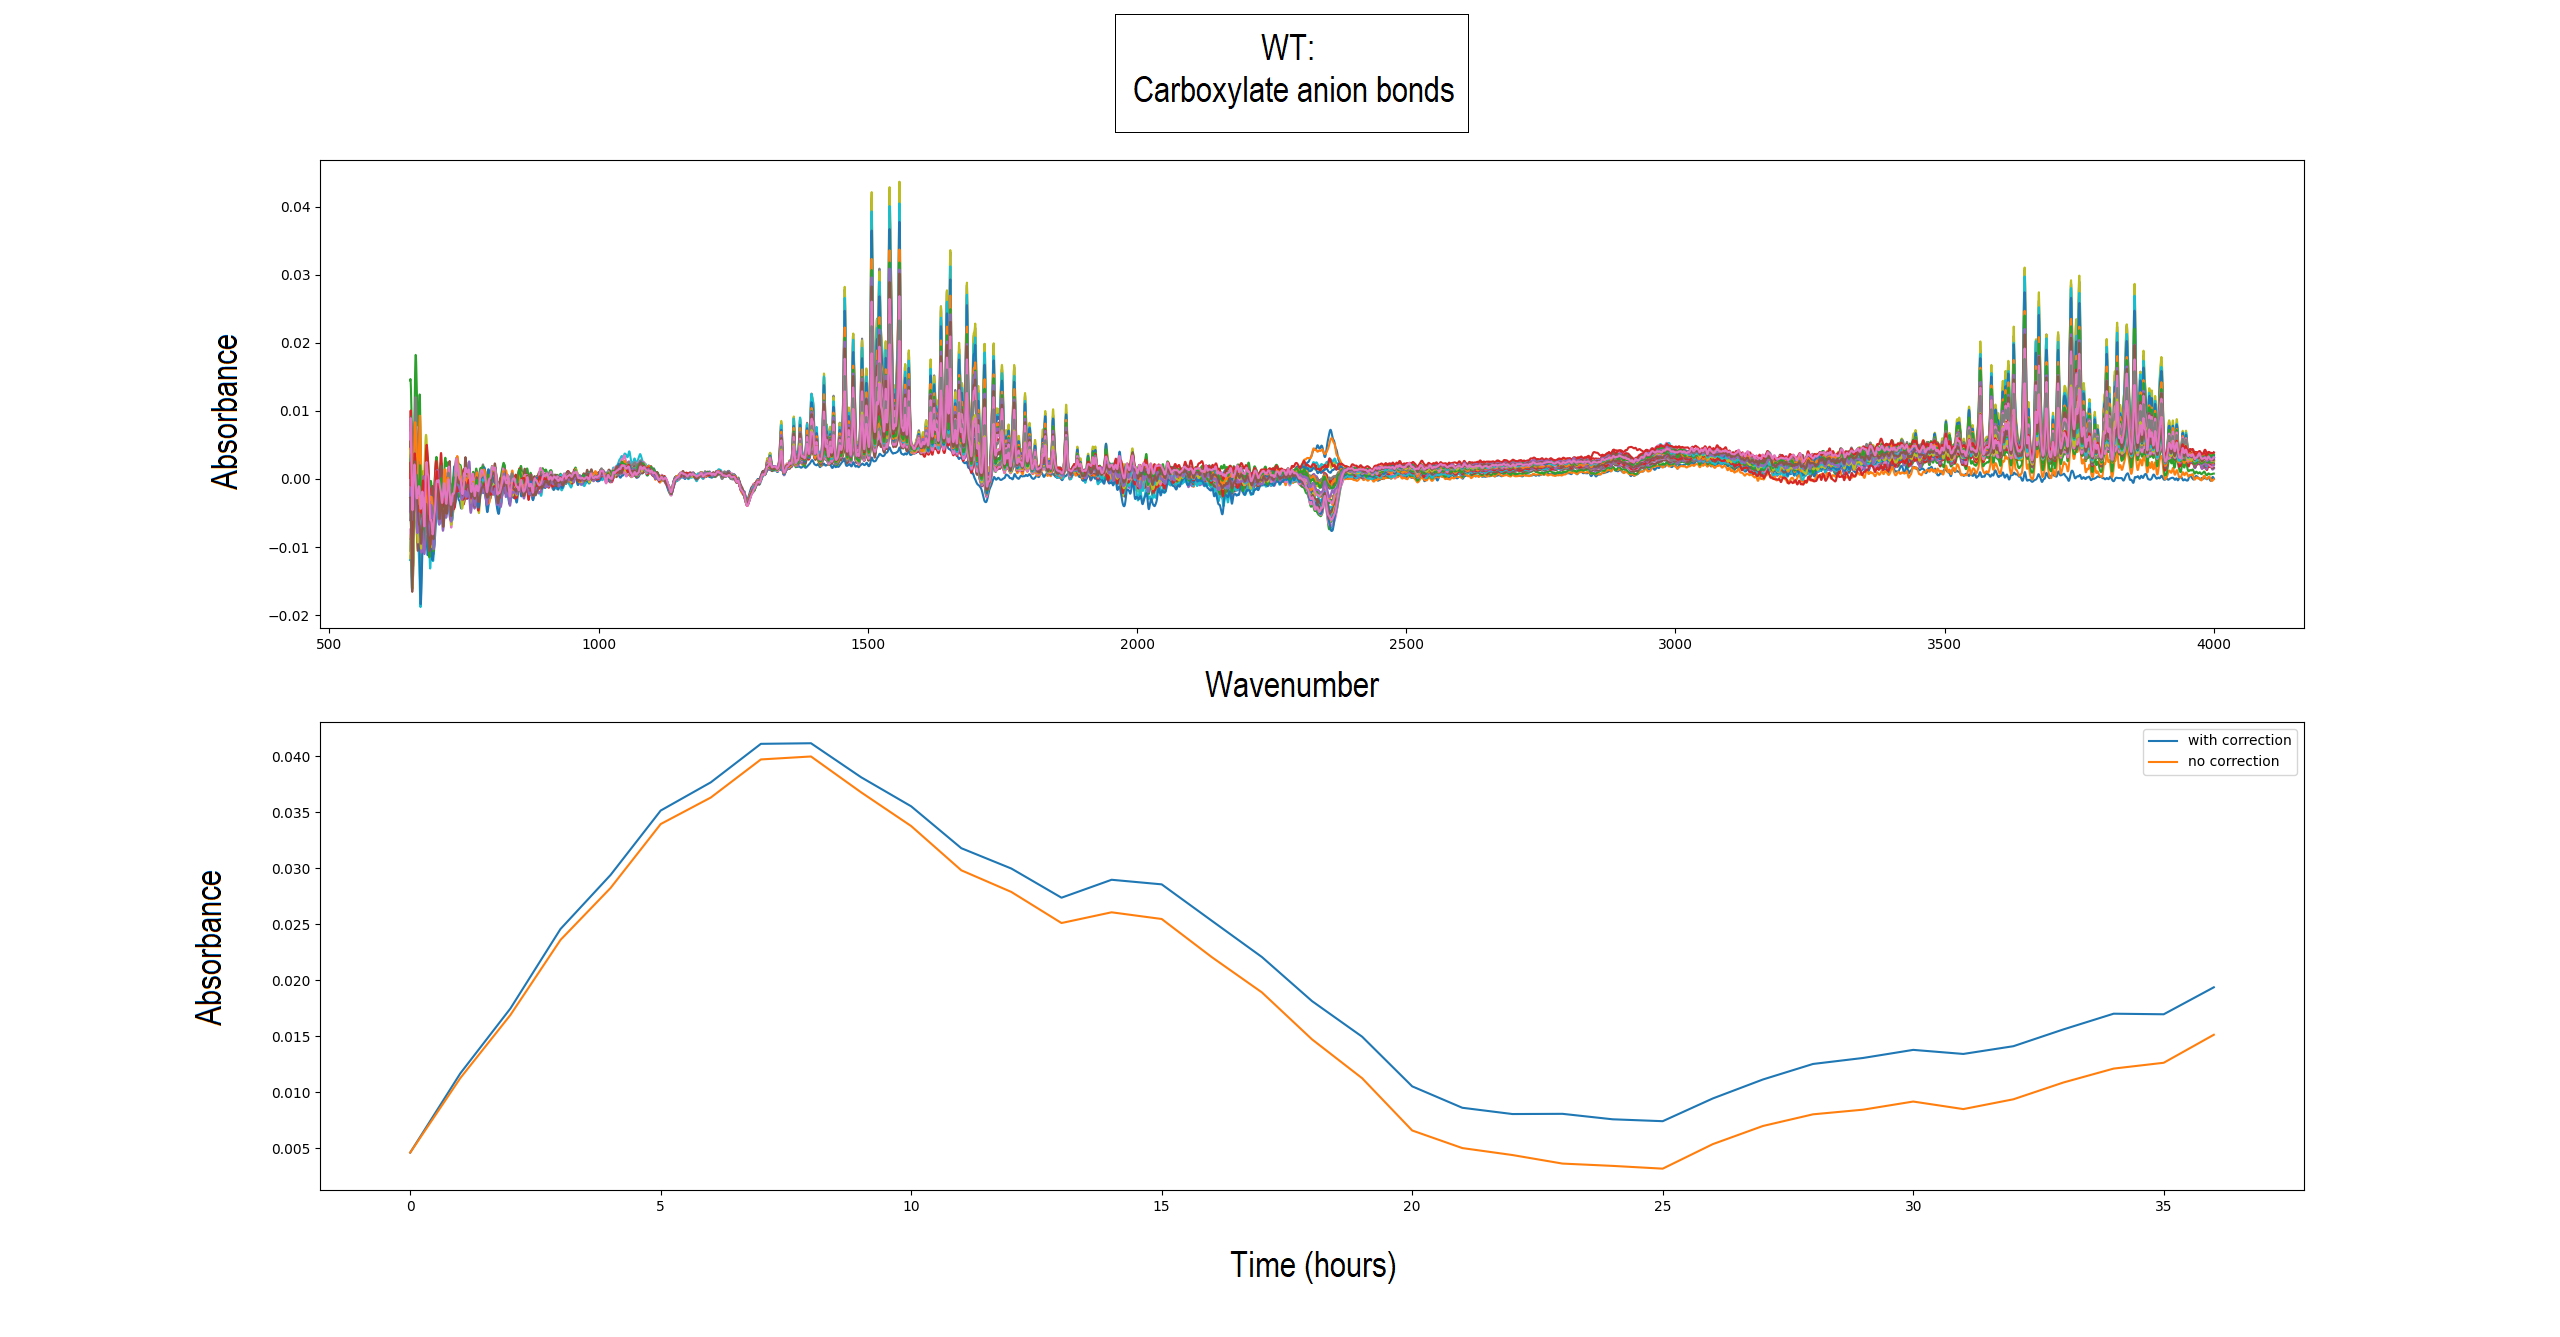 WT:
Carboxylate anion bonds
Absorbance
0.04
0.03
0.02
0.01
0.00
−0.01
−0.02
500 1000 1500 2000 2500 3000 3500 4000
Wavenumber
with correction
no correction
Absorbance
0.040
0.035
0.030
0.025
0.020
0.015
0.010
0.005
0 5 10 15 20 25 30 35
Time (hours)